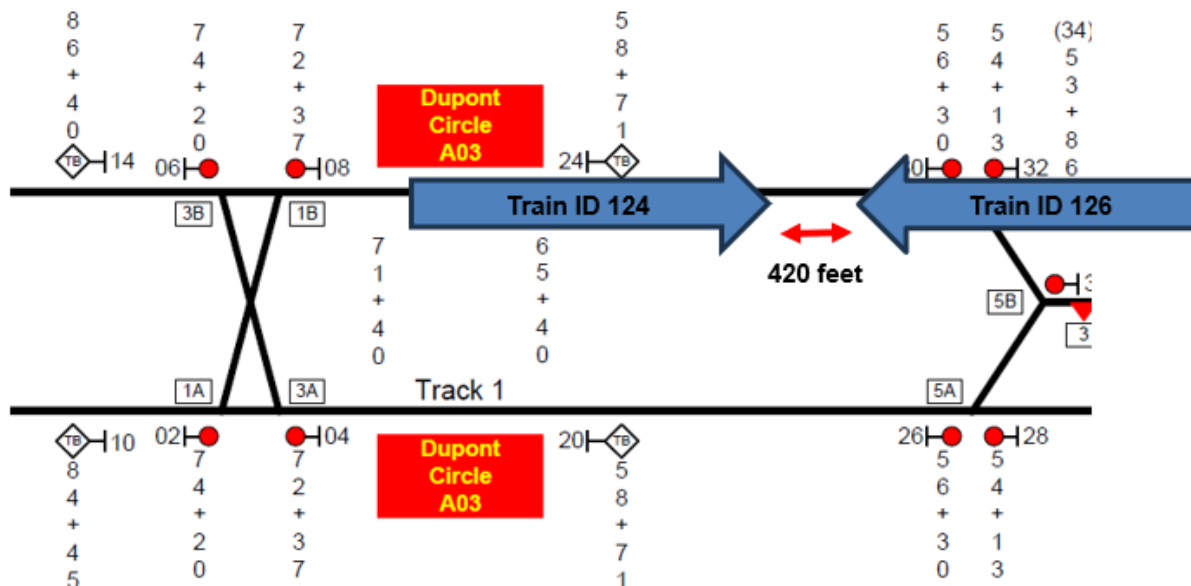 86+40
74+20
72+37
58+71
56+30
54+13
(34)
53+86
Dupont
Circle
A03
TB
14
06
08
24
TB
32
3B
1B
Train ID 124
Train ID 126
71+40
65+40
420 feet
5B
3
1A
3A
Track 1
5A
TB
10
02
04
Dupont
Circle
A03
20
TB
26
28
84+45
74+20
72+37
58+71
56+30
54+13